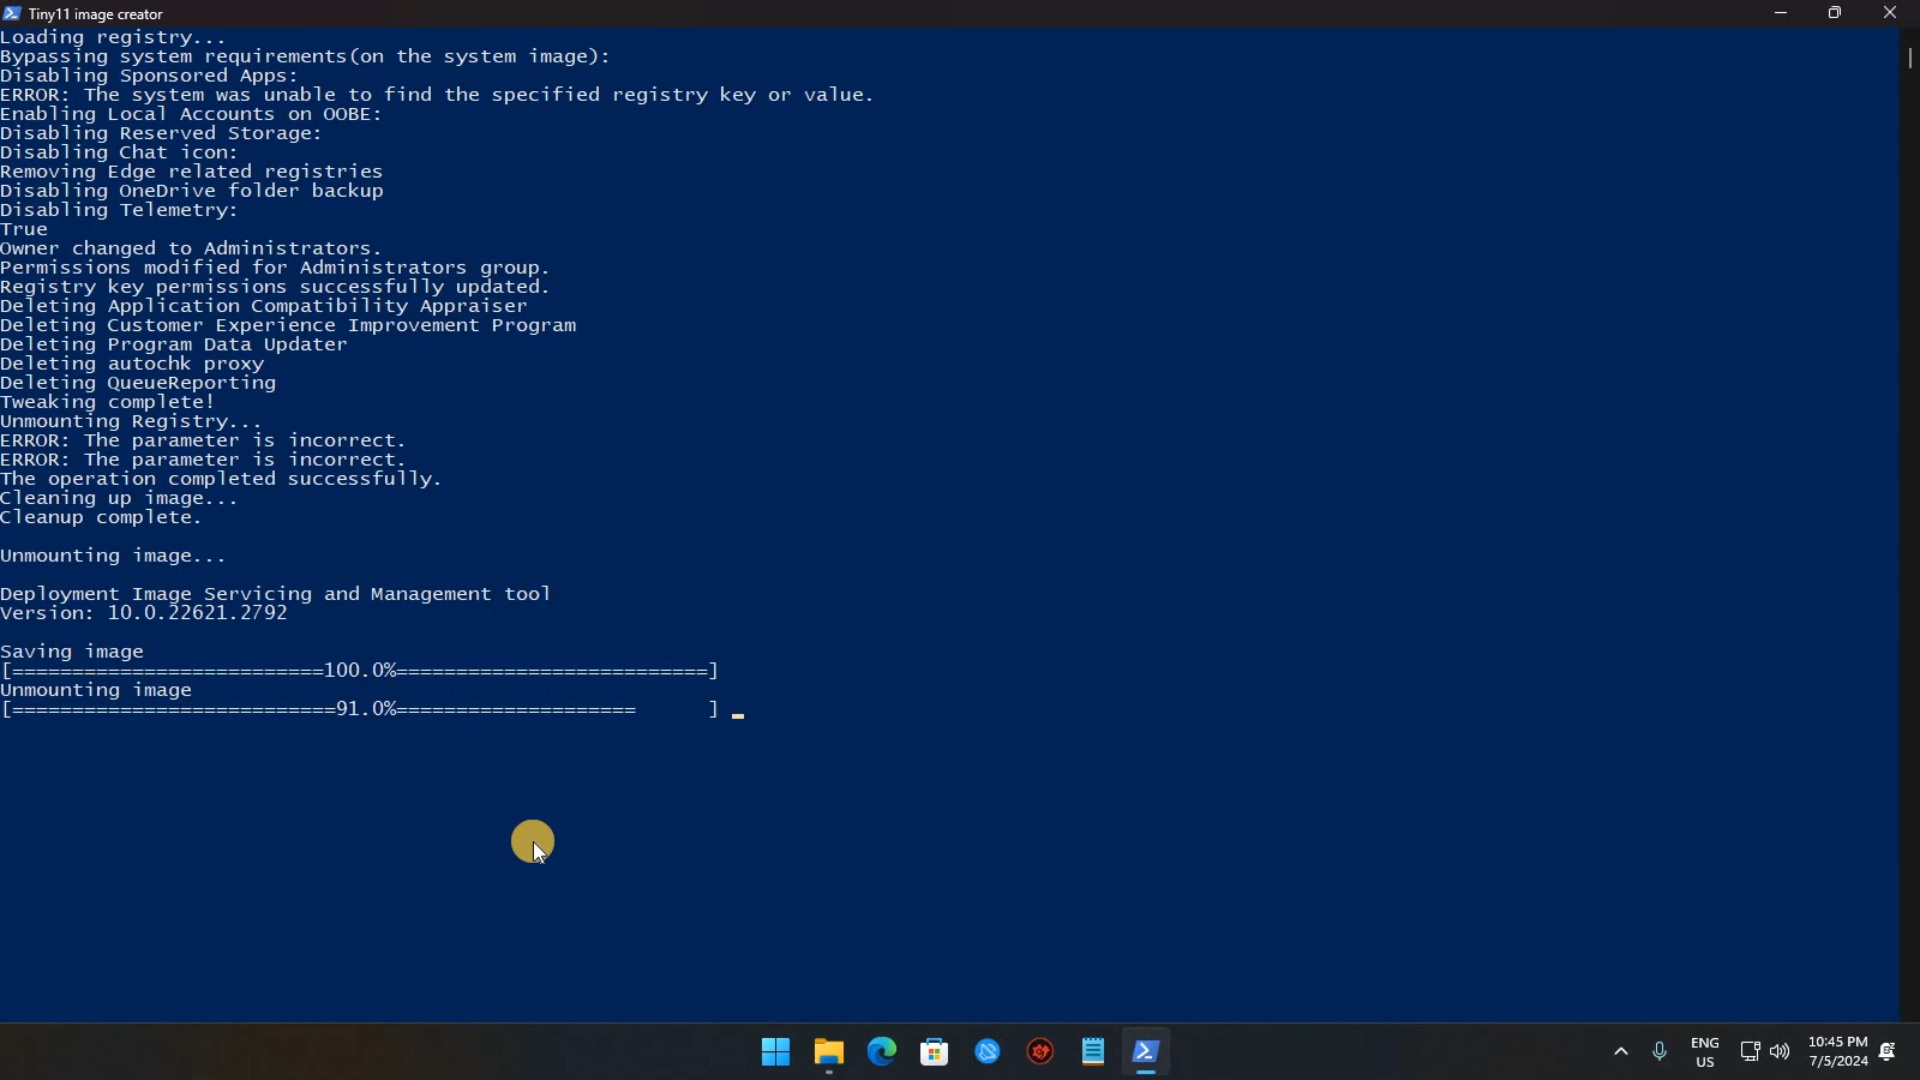 Tiny11 image creator
Loading registry...
Bypassing system requirements(on the system image):
Disabling Sponsored Apps:
ERROR: The system was unable to find the specified registry key or value.
Enabling Local Accounts on OOBE:
Disabling Reserved Storage:
Disabling Chat icon:
Removing Edge related registries
Disabling OneDrive folder backup
Disabling Telemetry:
True
Owner changed to Administrators.
Permissions modified for Administrators group.
Registry key permissions successfully updated.
Deleting Application Compatibility Appraiser
Deleting Customer Experience Improvement Program
Deleting Program Data Updater
Deleting autochk proxy
Deleting QueueReporting
Tweaking complete!
Unmounting Registry...
ERROR: The parameter is incorrect.
ERROR: The parameter is incorrect.
The operation completed successfully.
Cleaning up image...
Cleanup complete.
Unmounting image...
Deployment Image Servicing and Management tool
Version: 10.0.22621.2792
Saving image
[==========================100.0%==========================]
Unmounting image
[===========================91.0%====================      ]
ENG
US
10:45 PM
7/5/2024